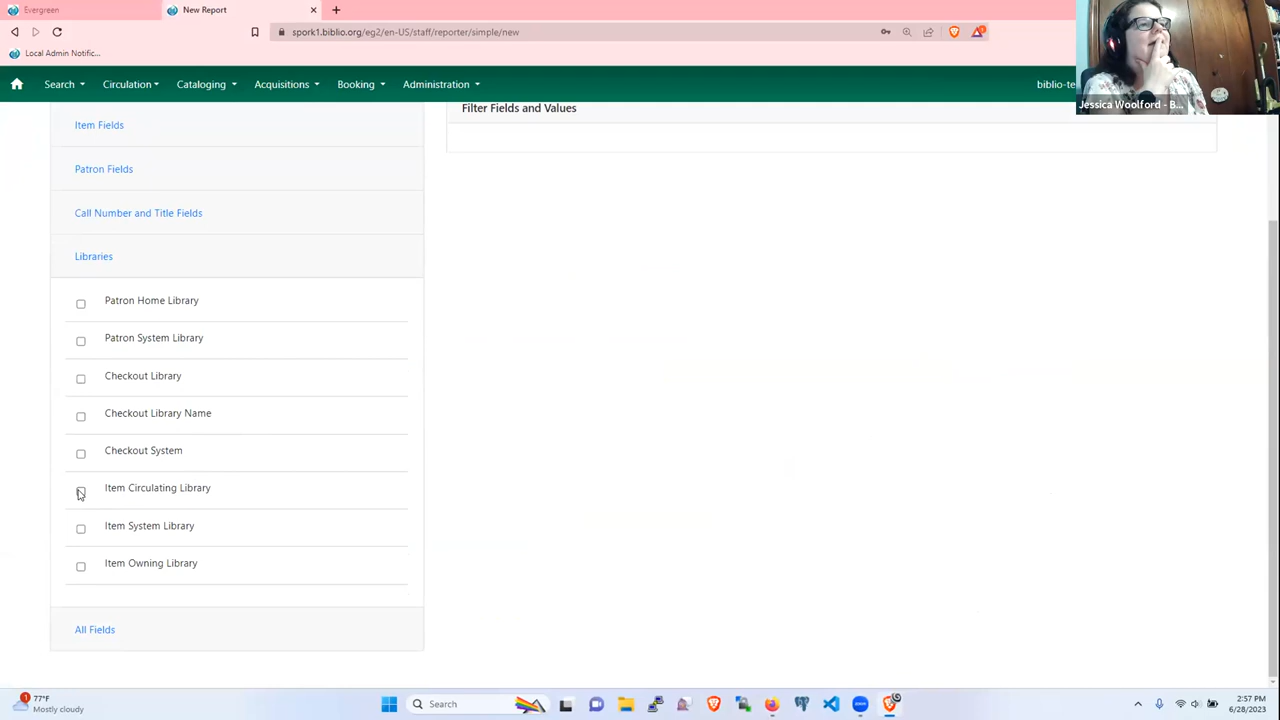 Evergreen
New Report
spork1.biblio.org/eg2/en-US/staff/reporter/simple/new
Local Admin Notific...
Search
Circulation
Cataloging
Acquisitions
Booking
Administration
biblio-te
Jessica Woolford - B...
Filter Fields and Values
Item Fields
Patron Fields
Call Number and Title Fields
Libraries
Patron Home Library
Patron System Library
Checkout Library
Checkout Library Name
Checkout System
Item Circulating Library
Item System Library
Item Owning Library
All Fields
1
77°F
Mostly cloudy
Search
2:57 PM
6/28/2023